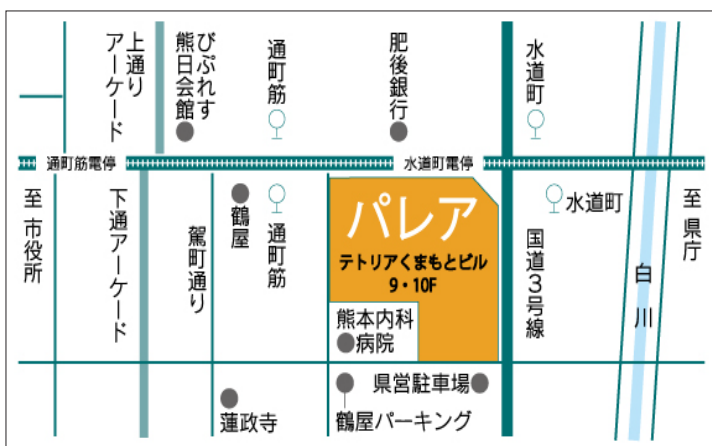 上通り
アーケード
びぷれす
熊日会館
通町筋
肥後銀行
水道町
通町筋電停
水道町電停
至 市役所
下通アーケード
駕町通り
鶴屋
通町筋
パレア
テトリアくまもとビル
9・10F
熊本内科
病院
国道3号線
水道町
白川
至 県庁
蓮政寺
県営駐車場
鶴屋パーキング